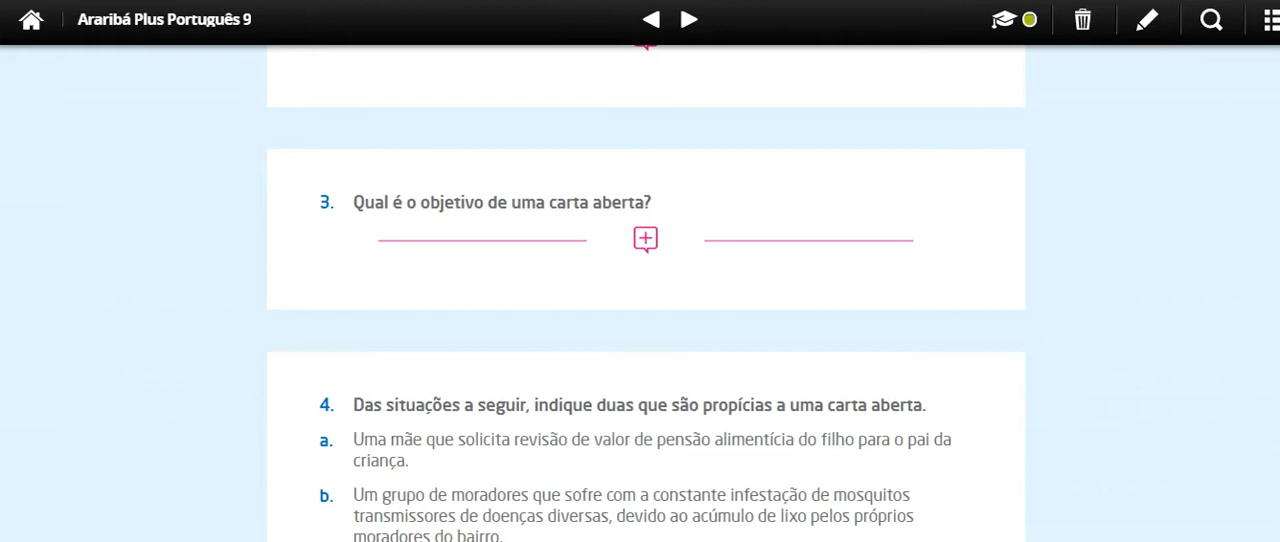 Araribá Plus Português 9
3. Qual é o objetivo de uma carta aberta?
4. Das situações a seguir, indique duas que são propícias a uma carta aberta.
a. Uma mãe que solicita revisão de valor de pensão alimentícia do filho para o pai da
criança.
b. Um grupo de moradores que sofre com a constante infestação de mosquitos
transmissores de doenças diversas, devido ao acúmulo de lixo pelos próprios
moradores do bairro.